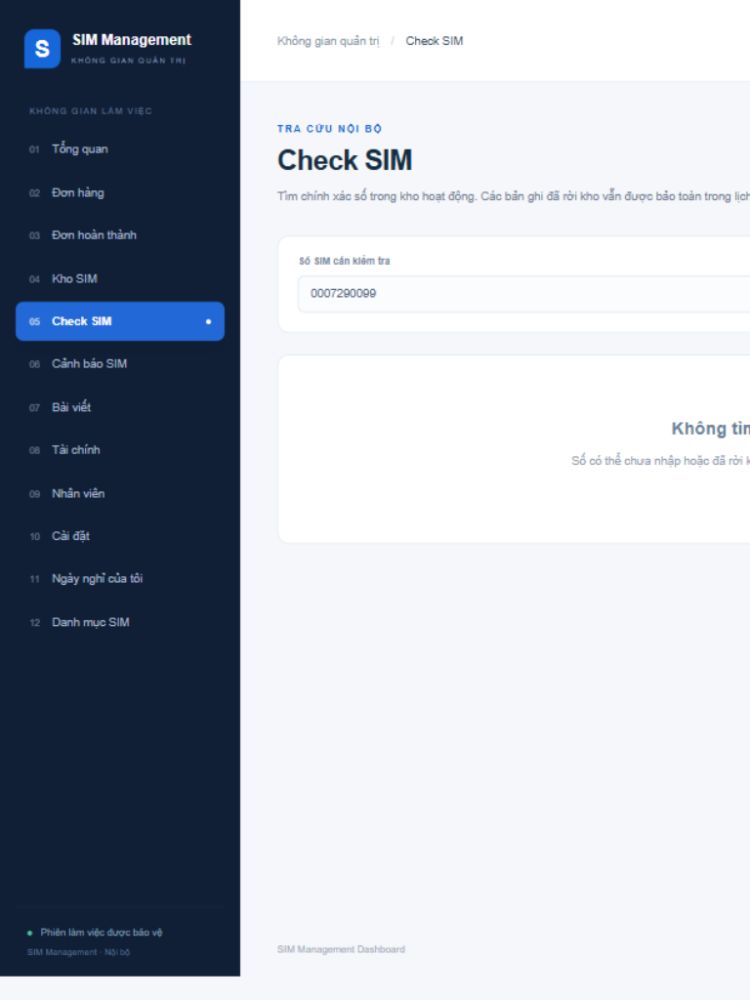 S
SIM Management
KHÔNG GIAN QUẢN TRỊ
KHÔNG GIAN LÀM VIỆC
01 Tổng quan
02 Đơn hàng
03 Đơn hoàn thành
04 Kho SIM
05 Check SIM
06 Cảnh báo SIM
07 Bài viết
08 Tài chính
09 Nhân viên
10 Cài đặt
11 Ngày nghỉ của tôi
12 Danh mục SIM
Phiên làm việc được bảo vệ
SIM Management · Nội bộ
Không gian quản trị / Check SIM
TRA CỨU NỘI BỘ
Check SIM
Tìm chính xác số trong kho hoạt động. Các bản ghi đã rời kho vẫn được bảo toàn trong lịch
Số SIM cần kiểm tra
0007290099
Không tìm
Số có thể chưa nhập hoặc đã rời k
SIM Management Dashboard